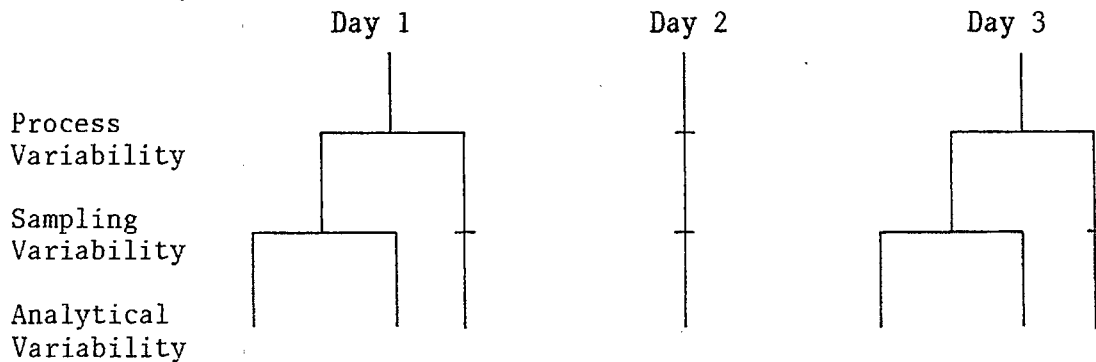 Day 1 Day 2 Day 3
Process
Variability
Sampling
Variability
Analytical
Variability